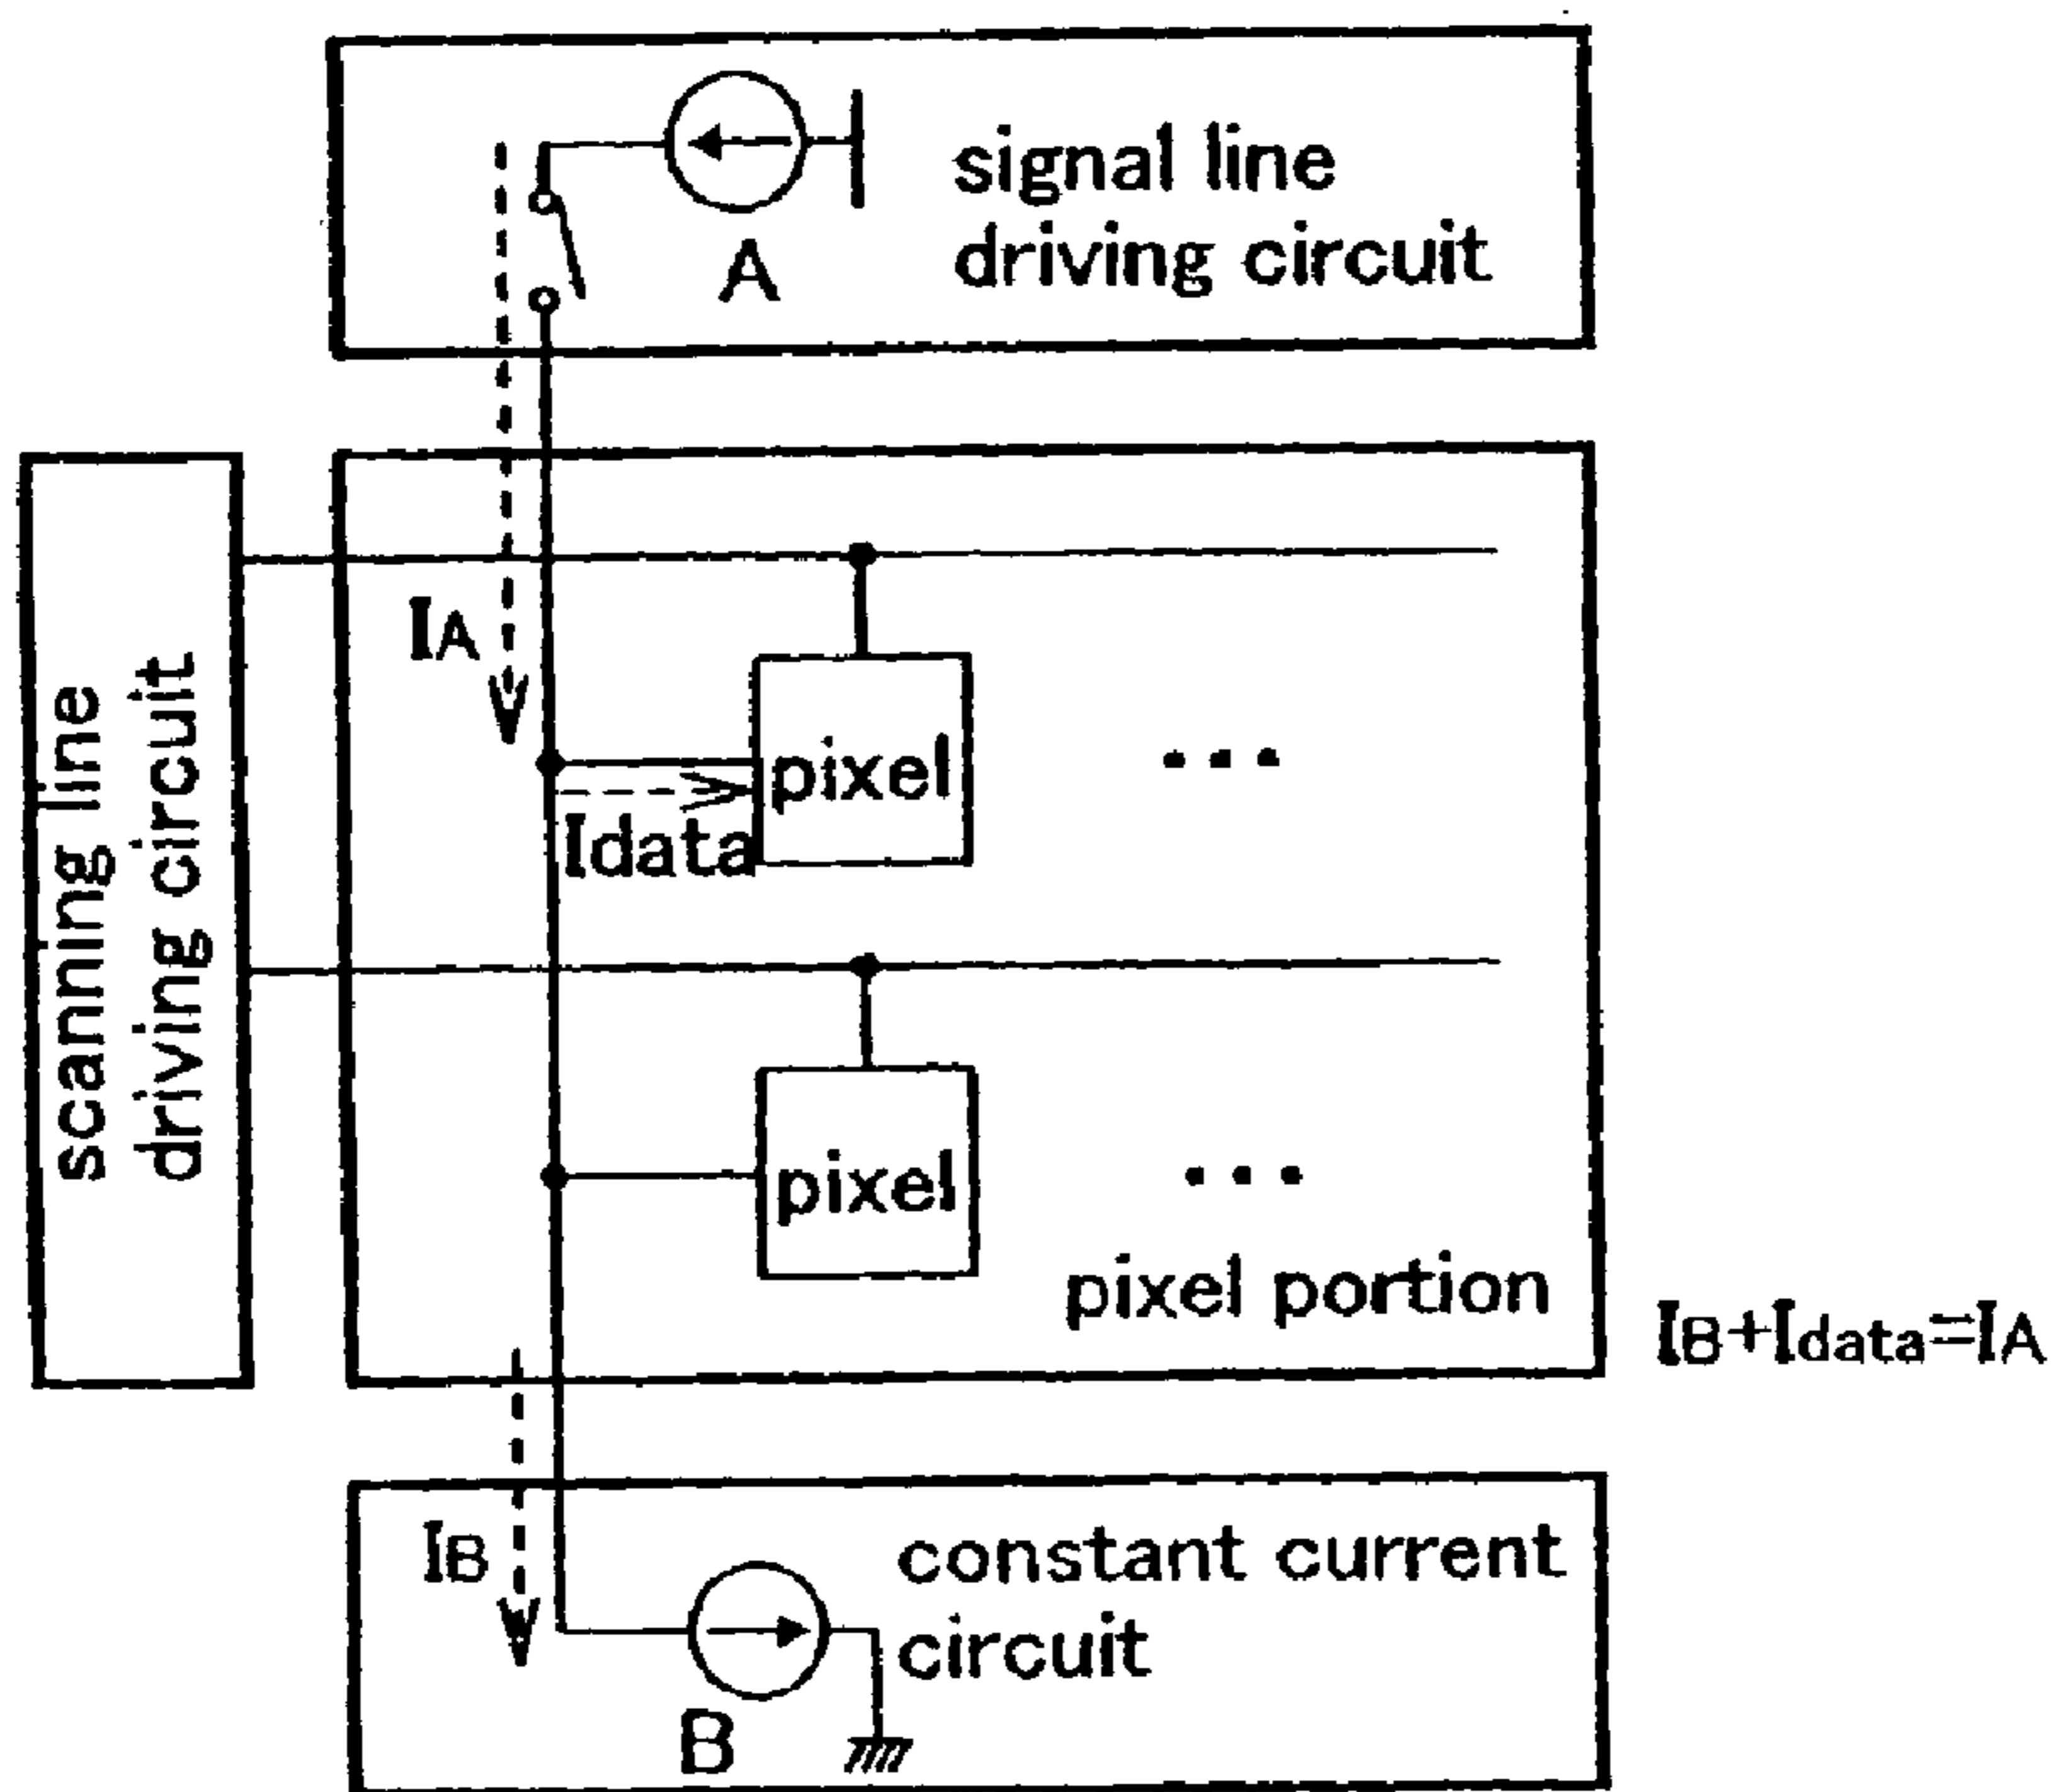 signal line
driving circuit
A
scanning line
driving circuit
IA
pixel
Idata
pixel
pixel portion
IB+Idata=IA
IB
constant current
circuit
B